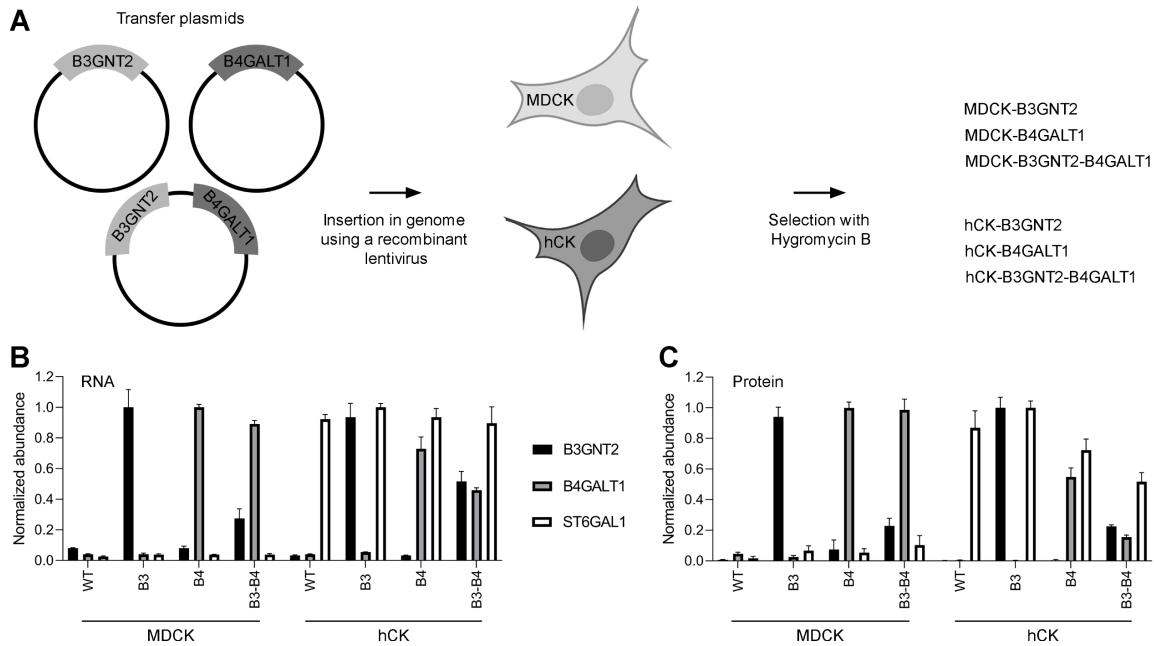 A
Transfer plasmids
B3GNT2
B4GALT1
B3GNT2
B4GALT1
Insertion in genome
using a recombinant
lentivirus
MDCK
hCK
Selection with
Hygromycin B
MDCK-B3GNT2
MDCK-B4GALT1
MDCK-B3GNT2-B4GALT1
hCK-B3GNT2
hCK-B4GALT1
hCK-B3GNT2-B4GALT1
B
RNA
Normalized abundance
1.2
1.0
0.8
0.6
0.4
0.2
0.0
WT
B3
B4
B3-B4
WT
B3
B4
B3-B4
MDCK
hCK
B3GNT2
B4GALT1
ST6GAL1
C
Protein
Normalized abundance
1.2
1.0
0.8
0.6
0.4
0.2
0.0
WT
B3
B4
B3-B4
WT
B3
B4
B3-B4
MDCK
hCK